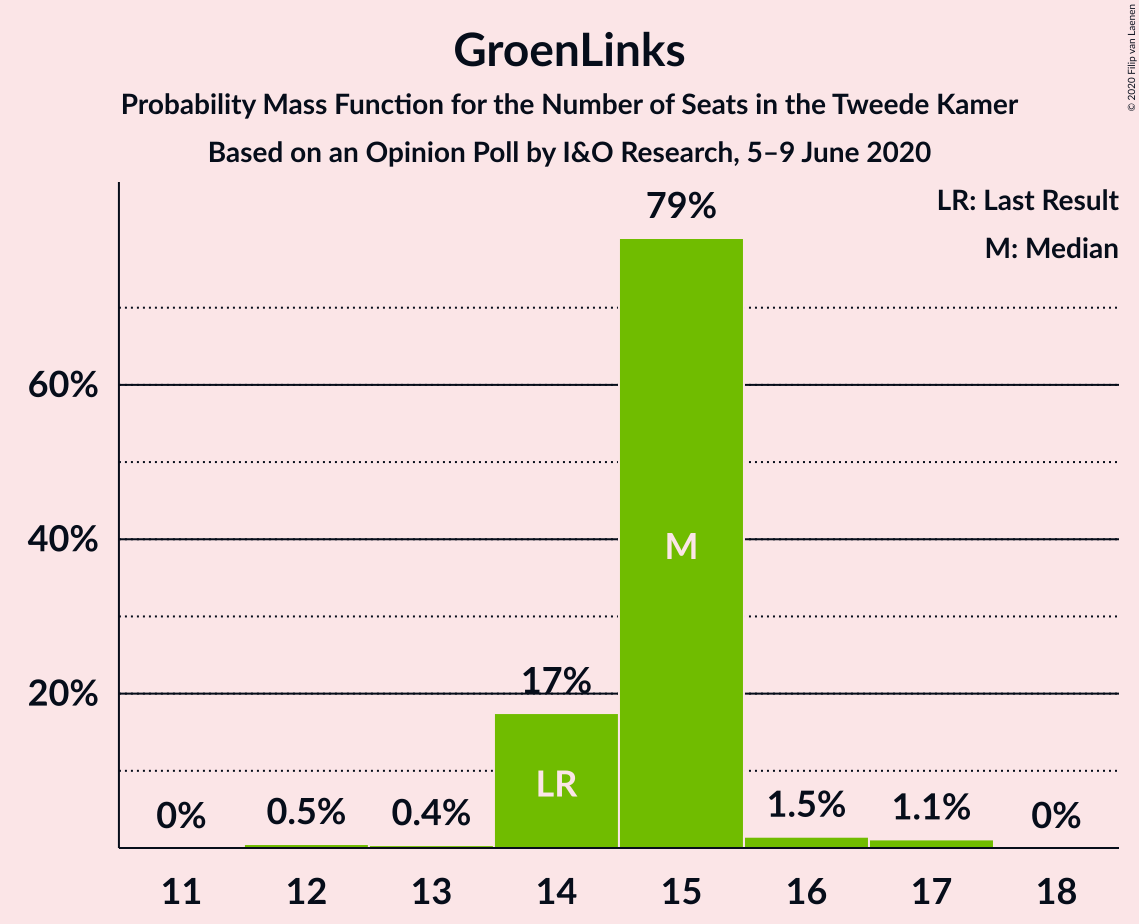 GroenLinks
Probability Mass Function for the Number of Seats in the Tweede Kamer
Based on an Opinion Poll by I&O Research, 5–9 June 2020
© 2020 Filip van Laenen
LR: Last Result
M: Median
79%
60%
40%
20%
M
17%
LR
0%
0.5%
0.4%
1.5%
1.1%
0%
11 12 13 14 15 16 17 18